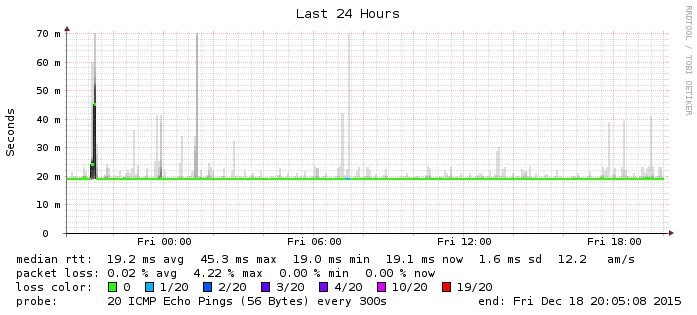 Last 24 Hours
RRDTOOL / TOBI OETIKER
Seconds
70 m
60 m
50 m
40 m
30 m
20 m
10 m
0
Fri 00:00 Fri 06:00 Fri 12:00 Fri 18:00
median rtt: 19.2 ms avg 45.3 ms max 19.0 ms min 19.1 ms now 1.6 ms sd 12.2 am/s
packet loss: 0.02 % avg 4.22 % max 0.00 % min 0.00 % now
loss color: 0 1/20 2/20 3/20 4/20 10/20 19/20
probe: 20 ICMP Echo Pings (56 Bytes) every 300s end: Fri Dec 18 20:05:08 2015